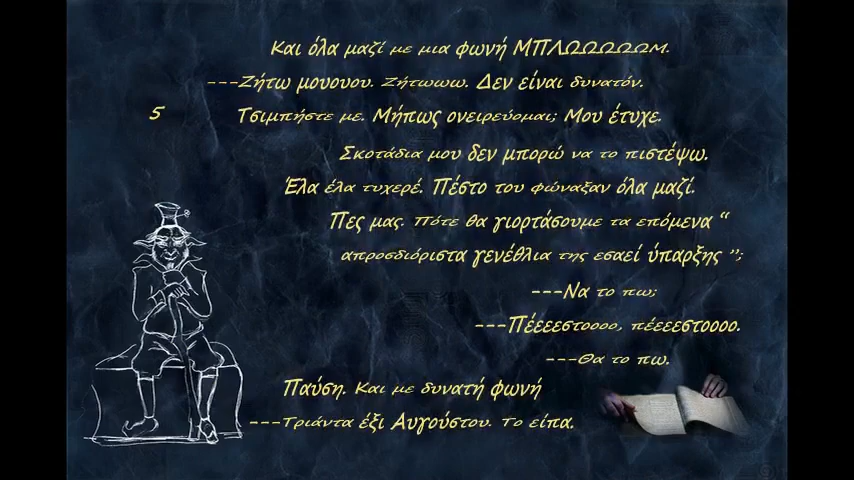 Και όλα μαζί με μια φωνή ΜΠΛΩΩΩΩΩΜ.
---Ζήτω μουουου. Ζήτωωω. Δεν είναι δυνατόν.
5
Τσιμπήστε με. Μήπως ονειρεύομαι; Μου έτυχε.
Σκοτάδια μου δεν μπορώ να το πιστέψω.
Έλα έλα τυχερέ. Πέστο του φώναξαν όλα μαζί.
Πες μας. Πότε θα γιορτάσουμε τα επόμενα “
απροσδιόριστα γενέθλια της εσαεί ύπαρξης ”;
---Να το πω;
---Πέεεεστοοοο, πέεεεστοοοο.
---Θα το πω.
Παύση. Και με δυνατή φωνή
---Τριάντα έξι Αυγούστου. Το είπα.